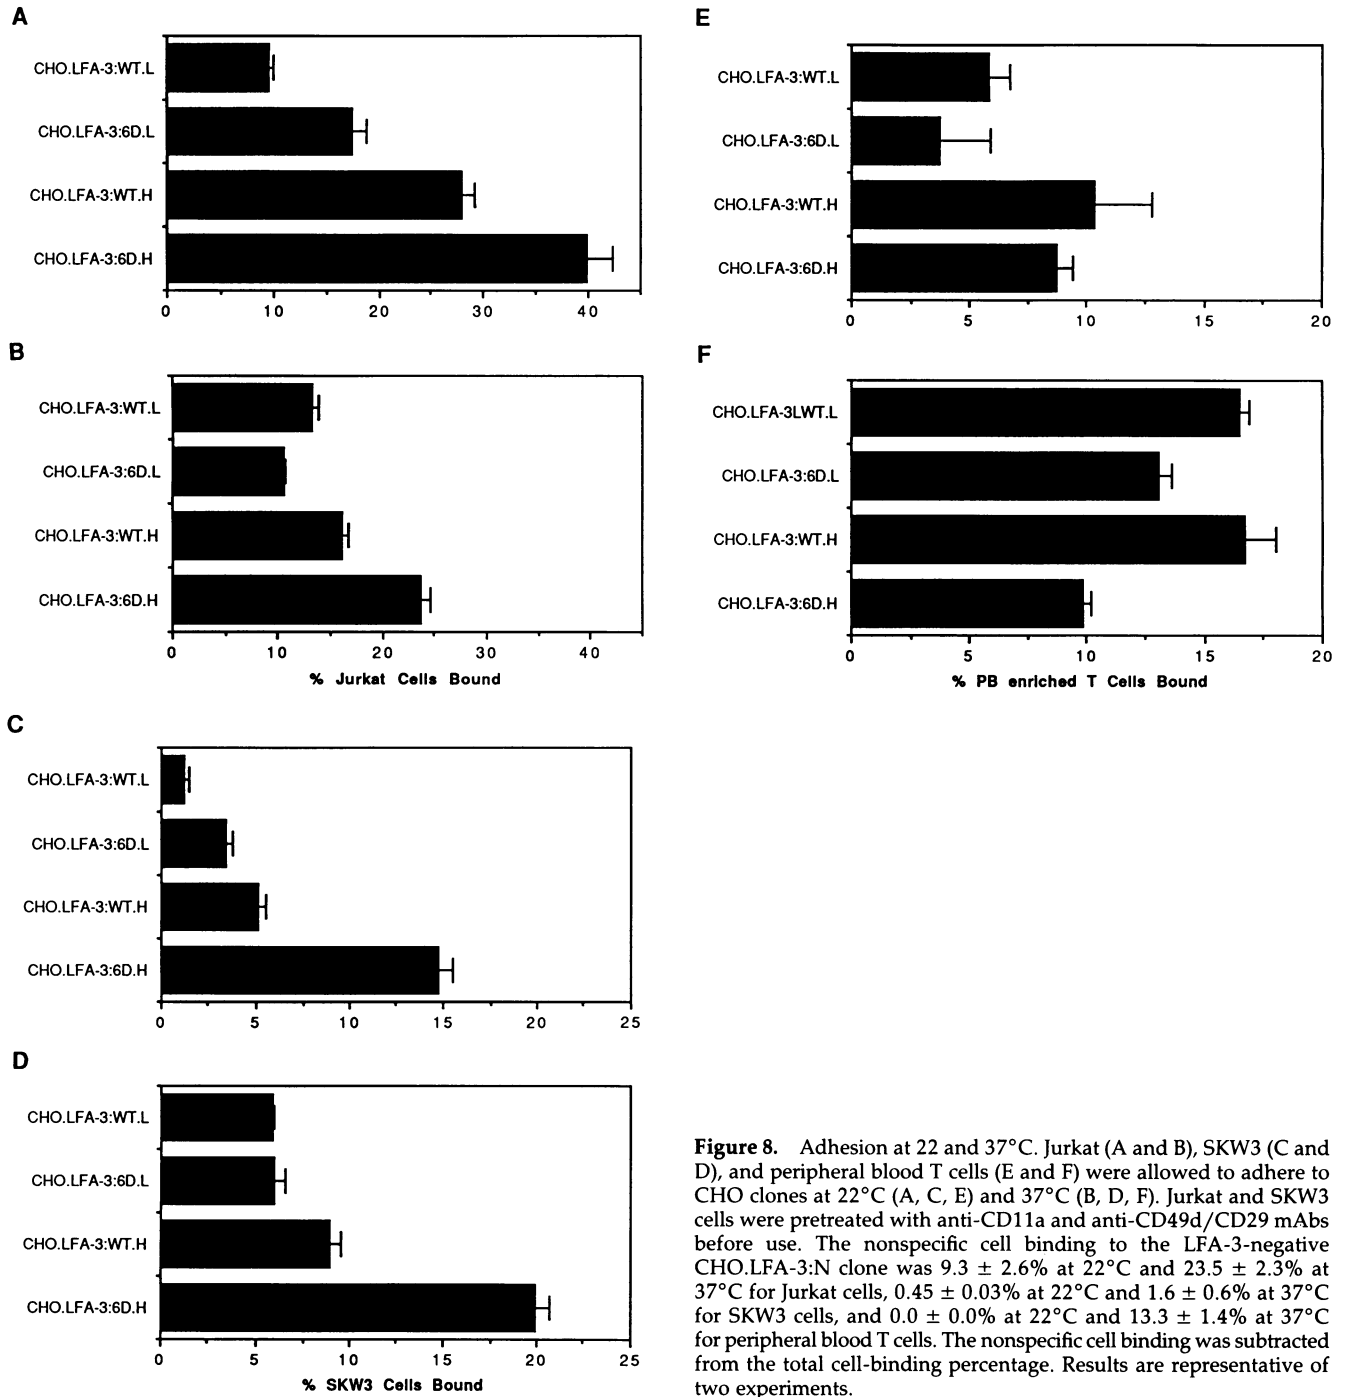 A
CHO.LFA-3:WT.L
CHO.LFA-3:6D.L
CHO.LFA-3:WT.H
CHO.LFA-3:6D.H
0 10 20 30 40
B
CHO.LFA-3:WT.L
CHO.LFA-3:6D.L
CHO.LFA-3:WT.H
CHO.LFA-3:6D.H
0 10 20 30 40
% Jurkat Cells Bound
C
CHO.LFA-3:WT.L
CHO.LFA-3:6D.L
CHO.LFA-3:WT.H
CHO.LFA-3:6D.H
0 5 10 15 20 25
D
CHO.LFA-3:WT.L
CHO.LFA-3:6D.L
CHO.LFA-3:WT.H
CHO.LFA-3:6D.H
0 5 10 15 20 25
% SKW3 Cells Bound
E
CHO.LFA-3:WT.L
CHO.LFA-3:6D.L
CHO.LFA-3:WT.H
CHO.LFA-3:6D.H
0 5 10 15 20
F
CHO.LFA-3LWT.L
CHO.LFA-3:6D.L
CHO.LFA-3:WT.H
CHO.LFA-3:6D.H
0 5 10 15 20
% PB enriched T Cells Bound
Figure 8. Adhesion at 22 and 37°C. Jurkat (A and B), SKW3 (C and
D), and peripheral blood T cells (E and F) were allowed to adhere to
CHO clones at 22°C (A, C, E) and 37°C (B, D, F). Jurkat and SKW3
cells were pretreated with anti-CD11a and anti-CD49d/CD29 mAbs
before use. The nonspecific cell binding to the LFA-3-negative
CHO.LFA-3:N clone was 9.3 ± 2.6% at 22°C and 23.5 ± 2.3% at
37°C for Jurkat cells, 0.45 ± 0.03% at 22°C and 1.6 ± 0.6% at 37°C
for SKW3 cells, and 0.0 ± 0.0% at 22°C and 13.3 ± 1.4% at 37°C
for peripheral blood T cells. The nonspecific cell binding was subtracted
from the total cell-binding percentage. Results are representative of
two experiments.